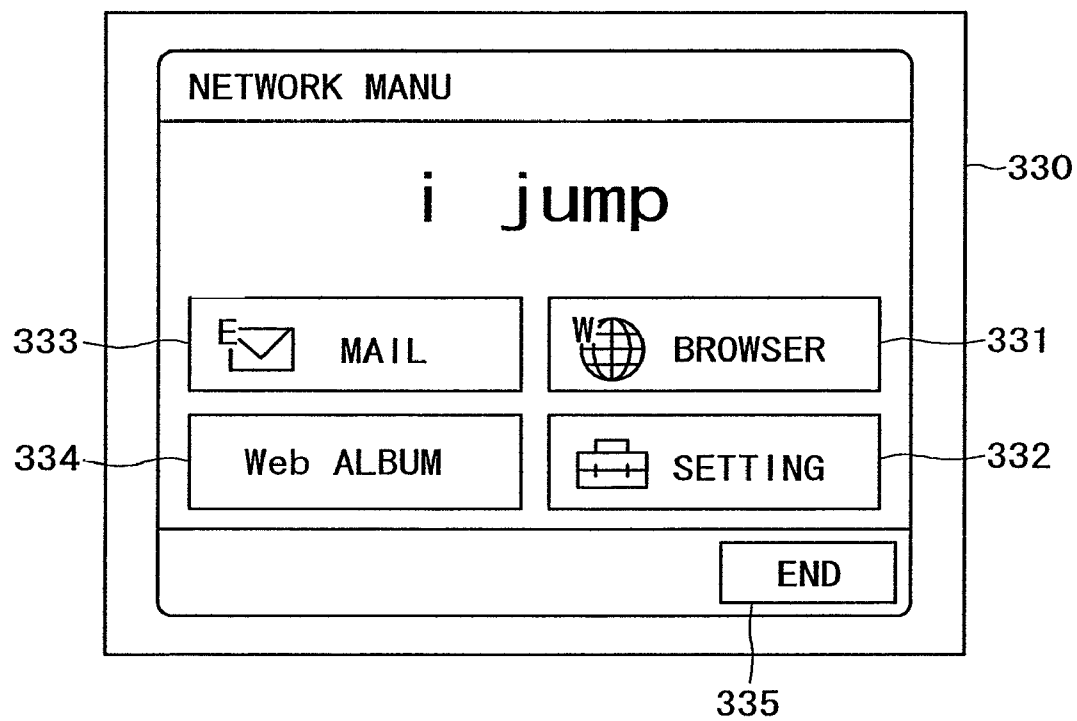 NETWORK MANU
330
i jump
333
E MAIL
W BROWSER
331
334
Web ALBUM
SETTING
332
END
335